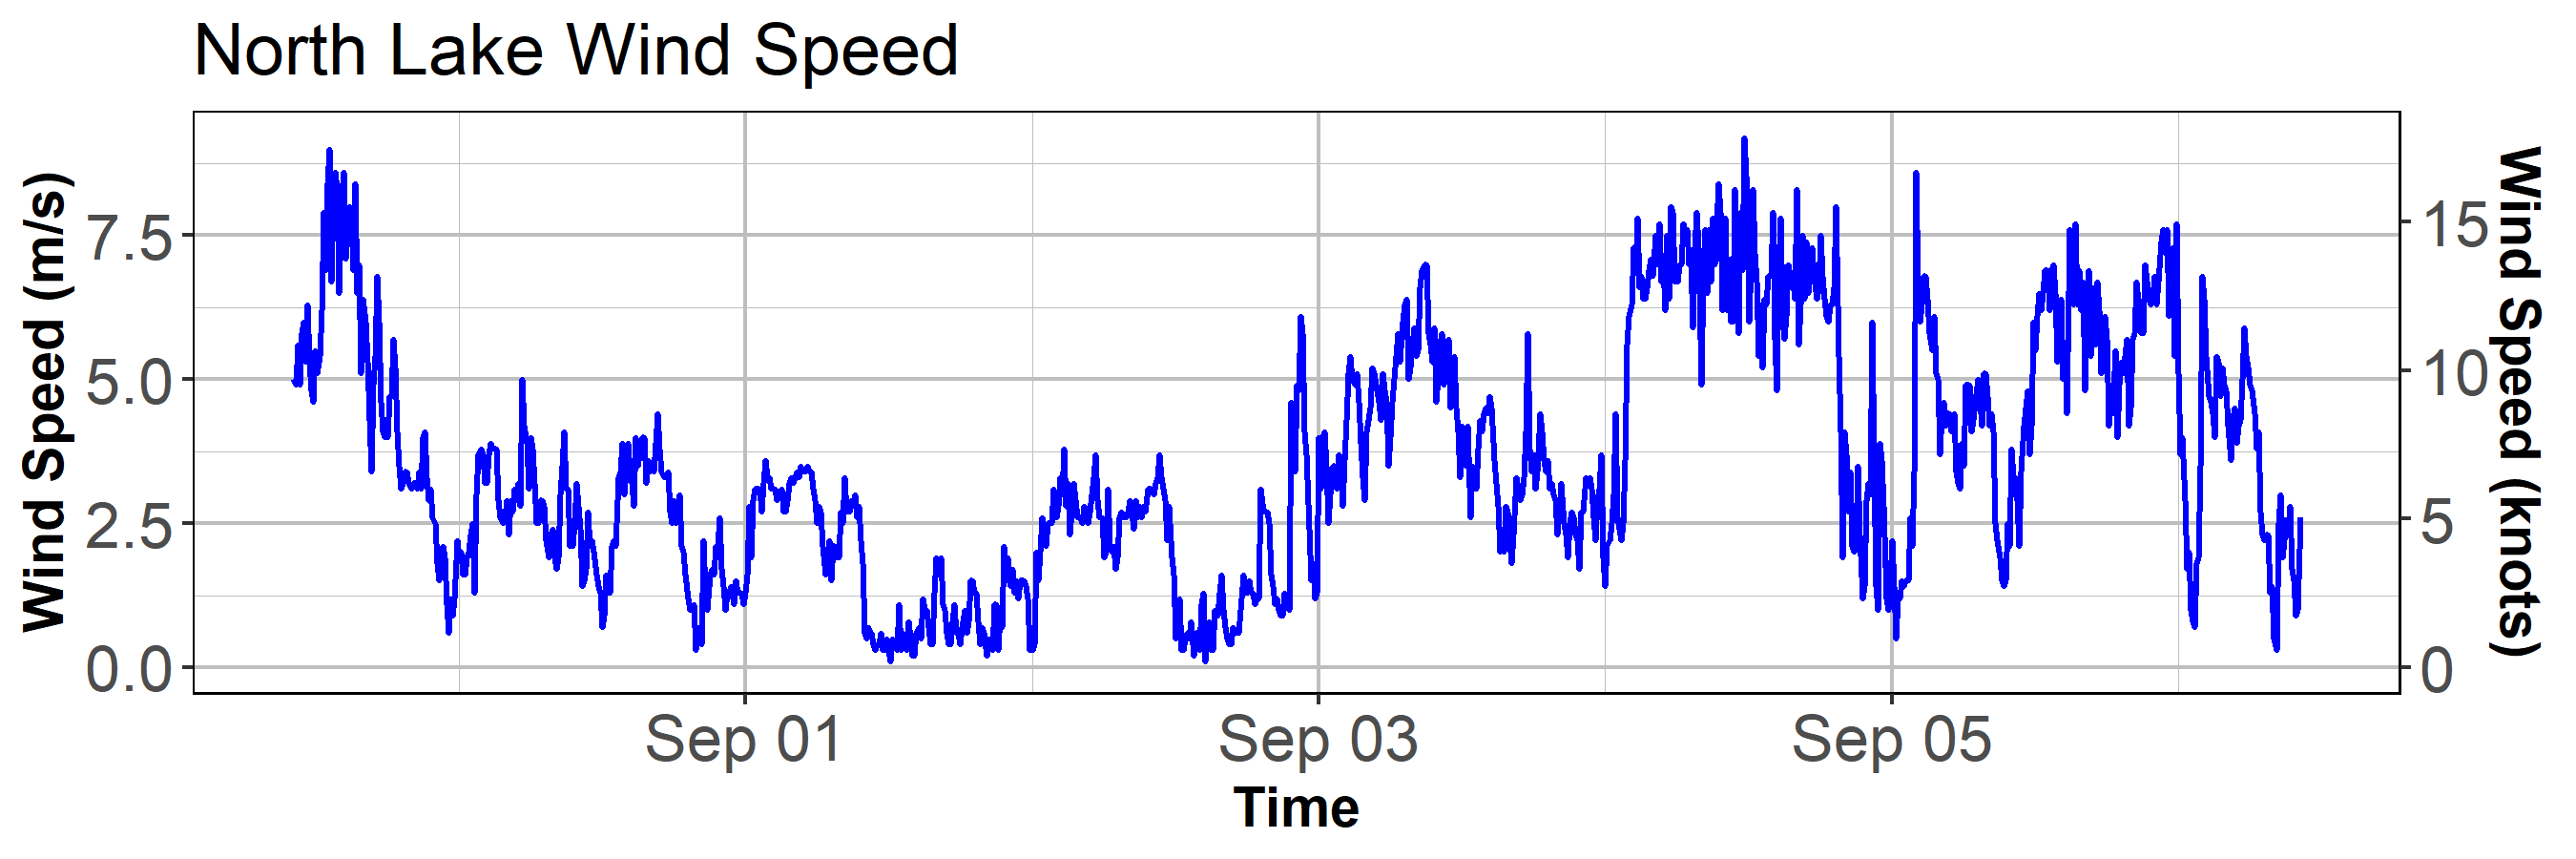 North Lake Wind Speed
Wind Speed (m/s)
7.5
5.0
2.5
0.0
15
10
5
0
Wind Speed (knots)
Sep 01
Sep 03
Sep 05
Time